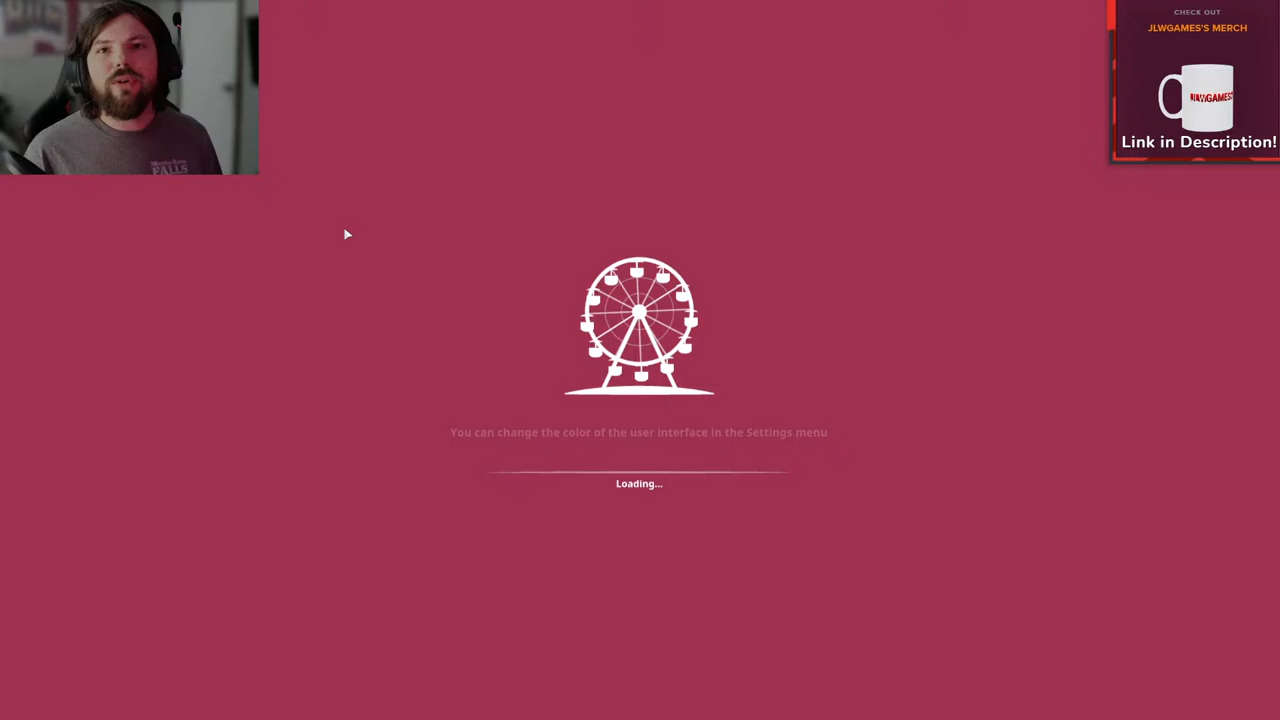 CHECK OUT
JLWGAMES'S MERCH
JLWGAMES
Link in Description!
FALLS
You can change the color of the user interface in the Settings menu
Loading...